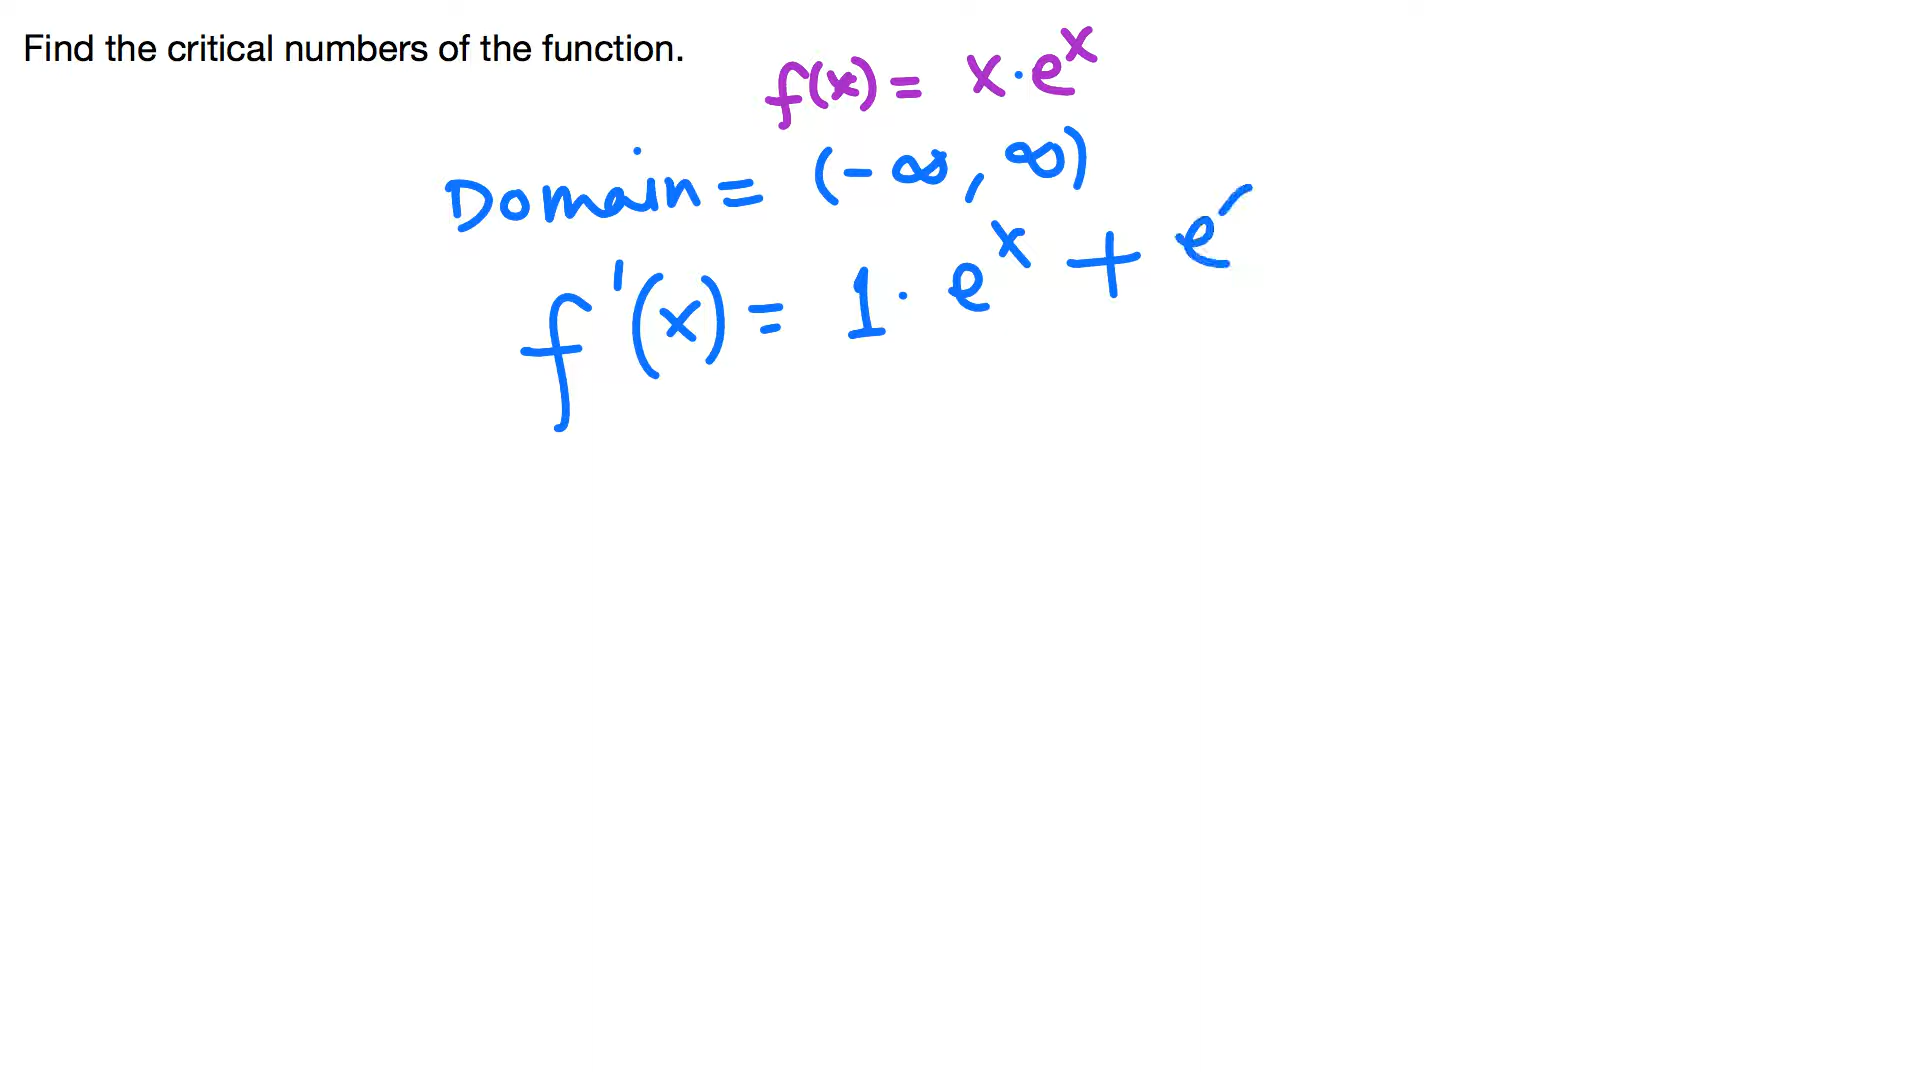 Find the critical numbers of the function.
f(x) = x · e^x
Domain = (-∞, ∞)
f'(x) = 1 · e^x + e